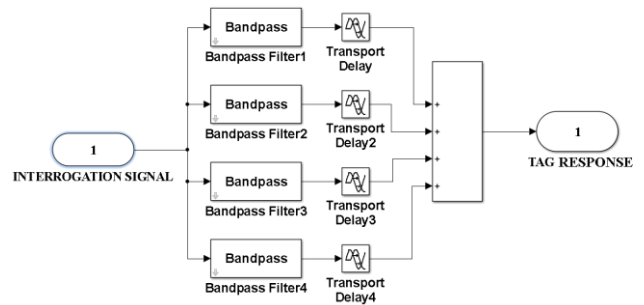 Bandpass
Bandpass Filter1
Transport
Delay
Bandpass
Bandpass Filter2
Transport
Delay2
1
INTERROGATION SIGNAL
Bandpass
Bandpass Filter3
Transport
Delay3
Bandpass
Bandpass Filter4
Transport
Delay4
+
+
+
+
1
TAG RESPONSE